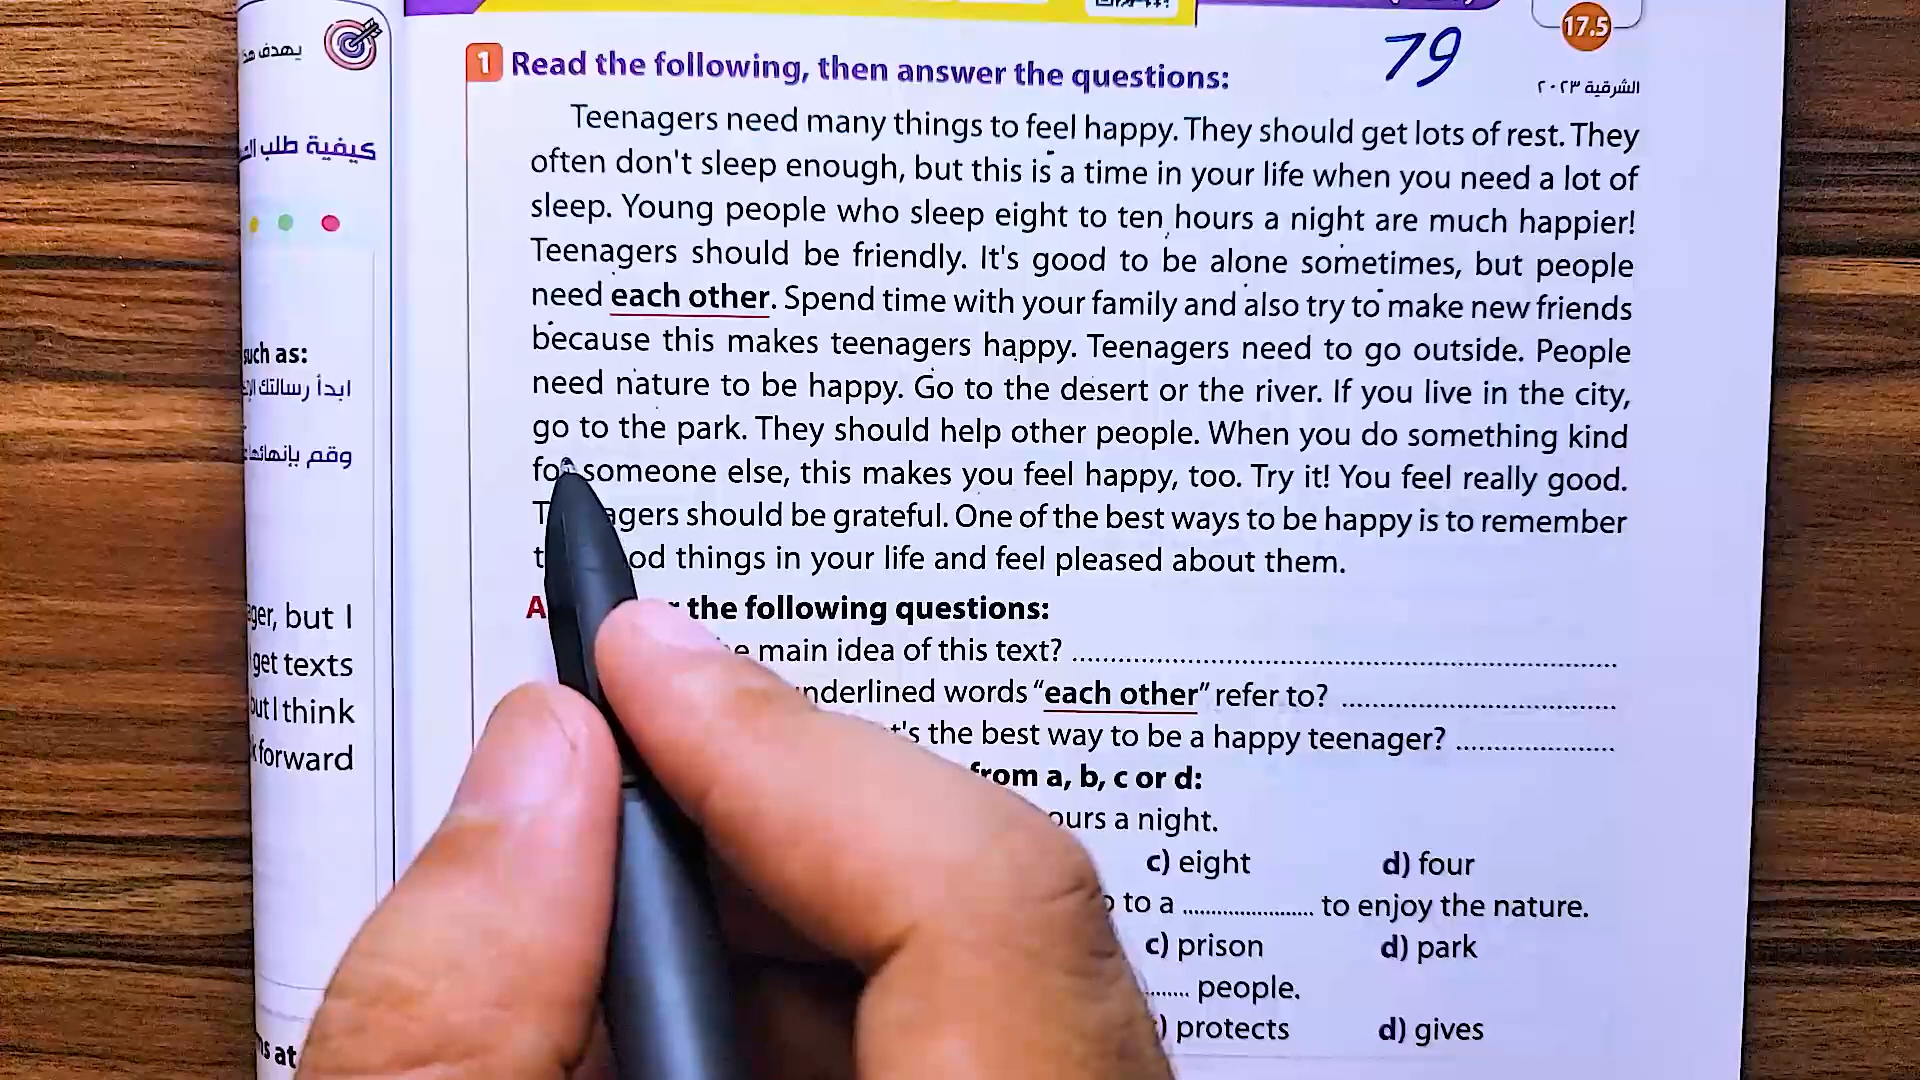 17.5
79
الشرقية ٢٠٢٣
1 Read the following, then answer the questions:
Teenagers need many things to feel happy. They should get lots of rest. They
often don't sleep enough, but this is a time in your life when you need a lot of
sleep. Young people who sleep eight to ten hours a night are much happier!
Teenagers should be friendly. It's good to be alone sometimes, but people
need each other. Spend time with your family and also try to make new friends
because this makes teenagers happy. Teenagers need to go outside. People
need nature to be happy. Go to the desert or the river. If you live in the city,
go to the park. They should help other people. When you do something kind
someone else, this makes you feel happy, too. Try it! You feel really good.
should be grateful. One of the best ways to be happy is to remember
things in your life and feel pleased about them.
the following questions:
main idea of this text?
words “each other” refer to?
the best way to be a happy teenager?
from a, b, c or d:
a night.
c) eight d) four
to a to enjoy the nature.
c) prison d) park
people.
protects d) gives
يهدف
كيفية طلب
such as:
ابدأ رسالتك
وقم بإنهائها
but I
get texts
but I think
forward
at